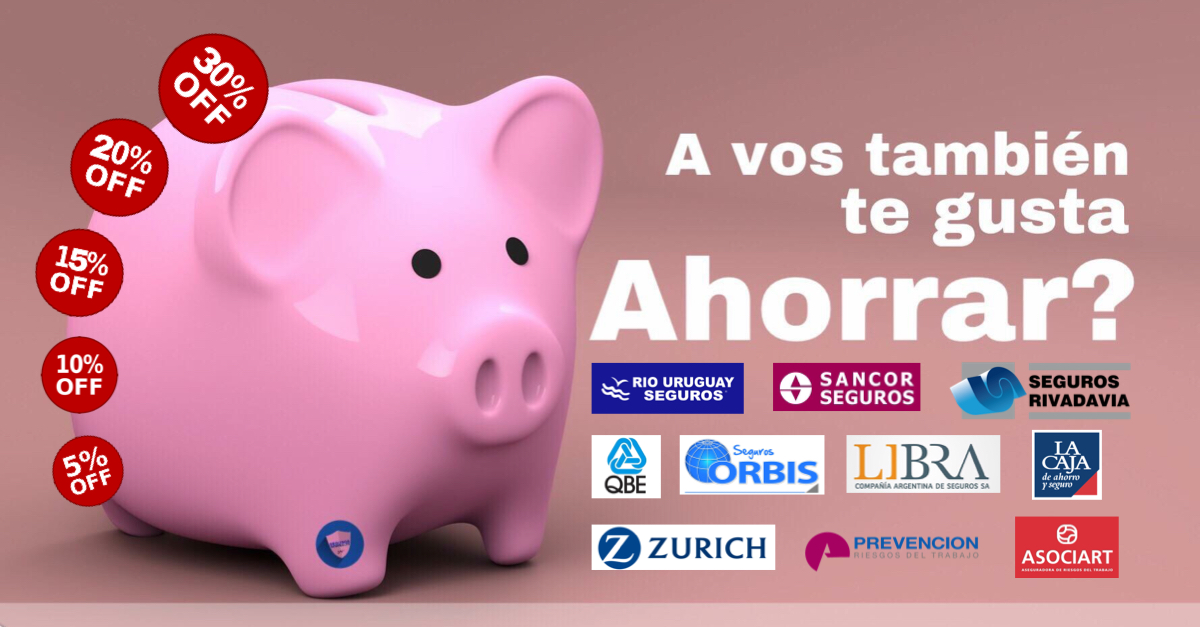 30%
OFF
20%
OFF
15%
OFF
10%
OFF
5%
OFF
A vos también
te gusta
Ahorrar?
RIO URUGUAY
SEGUROS
SANCOR
SEGUROS
SEGUROS
RIVADAVIA
QBE
Seguros
ORBIS
LIBRA
COMPAÑÍA ARGENTINA DE SEGUROS SA
LA
CAJA
de ahorro
y seguro
Z ZURICH
PREVENCION
RIESGOS DEL TRABAJO
ASOCIART
ASEGURADORA DE RIESGOS DEL TRABAJO